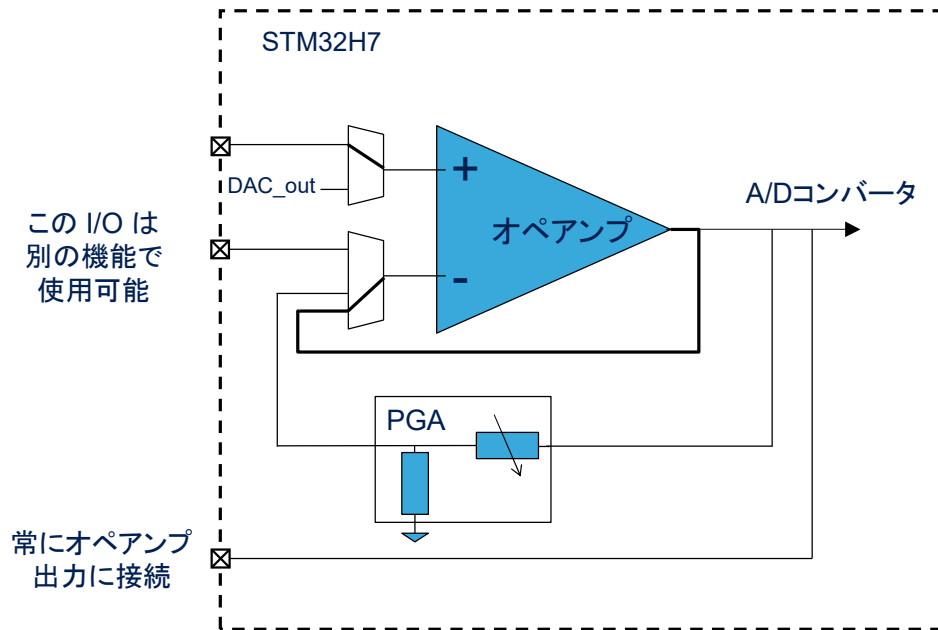 STM32H7
+
DAC_out
オペアンプ
-
A/Dコンバータ
この I/O は
別の機能で
使用可能
PGA
常にオペアンプ
出力に接続